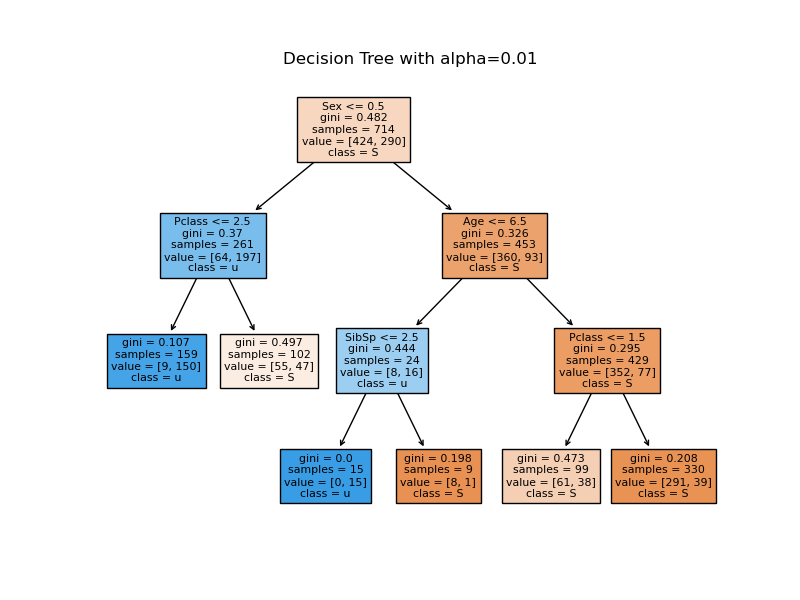 Decision Tree with alpha=0.01
Sex <= 0.5
gini = 0.482
samples = 714
value = [424, 290]
class = S
Pclass <= 2.5
gini = 0.37
samples = 261
value = [64, 197]
class = u
Age <= 6.5
gini = 0.326
samples = 453
value = [360, 93]
class = S
gini = 0.107
samples = 159
value = [9, 150]
class = u
gini = 0.497
samples = 102
value = [55, 47]
class = S
SibSp <= 2.5
gini = 0.444
samples = 24
value = [8, 16]
class = u
Pclass <= 1.5
gini = 0.295
samples = 429
value = [352, 77]
class = S
gini = 0.0
samples = 15
value = [0, 15]
class = u
gini = 0.198
samples = 9
value = [8, 1]
class = S
gini = 0.473
samples = 99
value = [61, 38]
class = S
gini = 0.208
samples = 330
value = [291, 39]
class = S